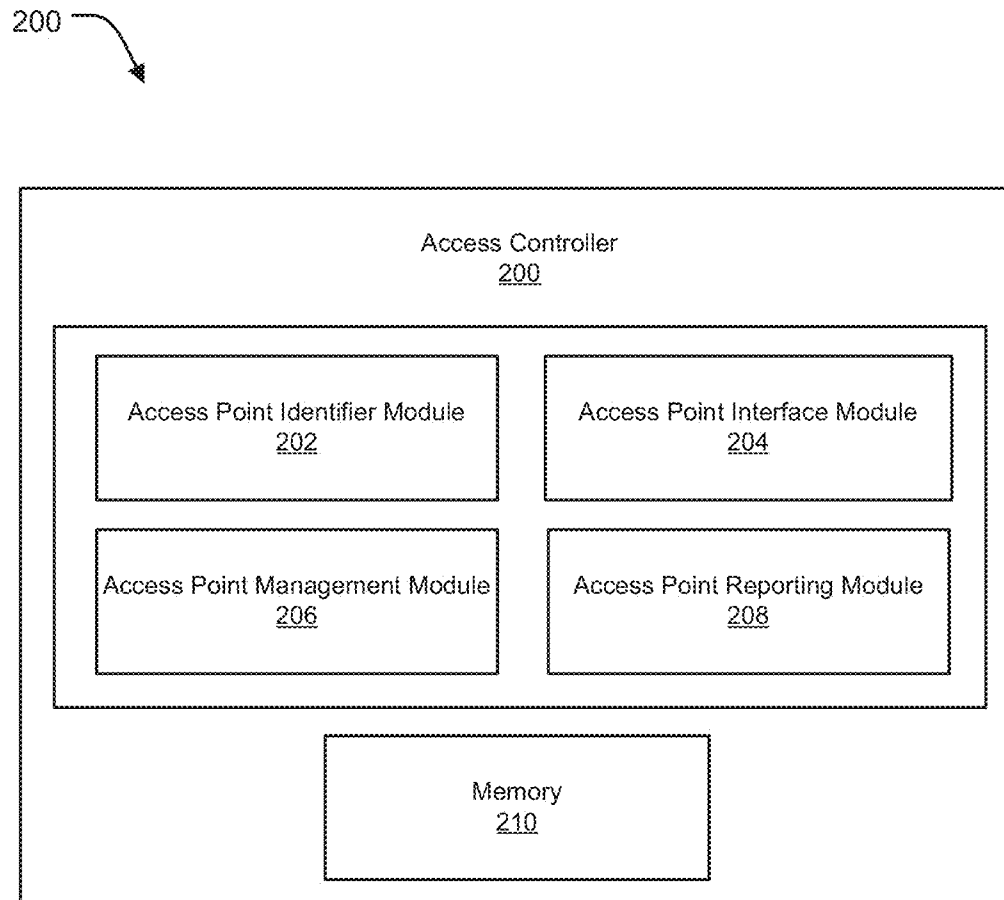 200
Access Controller
200
Access Point Identifier Module
202
Access Point Interface Module
204
Access Point Management Module
206
Access Point Reporting Module
208
Memory
210